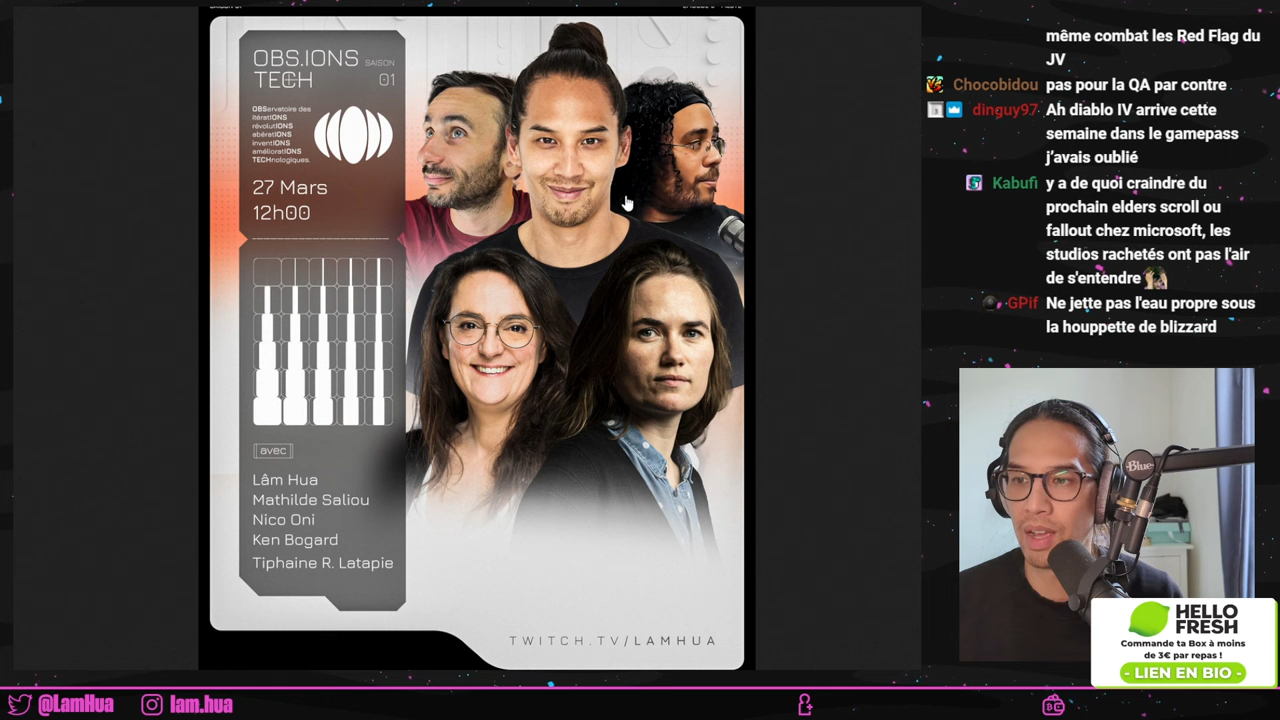 OBS.IONS
TECH
SAISON
01
OBServatoire des
itératIONS
révolutIONS
abératIONS
inventIONS
amélioratIONS
TECHnologiques.
27 Mars
12h00
avec
Lâm Hua
Mathilde Saliou
Nico Oni
Ken Bogard
Tiphaine R. Latapie
TWITCH.TV/LAMHUA
même combat les Red Flag du
JV
Chocobidou pas pour la QA par contre
dinguy97 Ah diablo IV arrive cette
semaine dans le gamepass
j'avais oublié
Kabufi y a de quoi craindre du
prochain elders scroll ou
fallout chez microsoft, les
studios rachetés ont pas l'air
de s'entendre
GPif Ne jette pas l'eau propre sous
la houppette de blizzard
Blue
HELLO
FRESH
Commande ta Box à moins
de 3€ par repas !
- LIEN EN BIO -
@LamHua
lam.hua